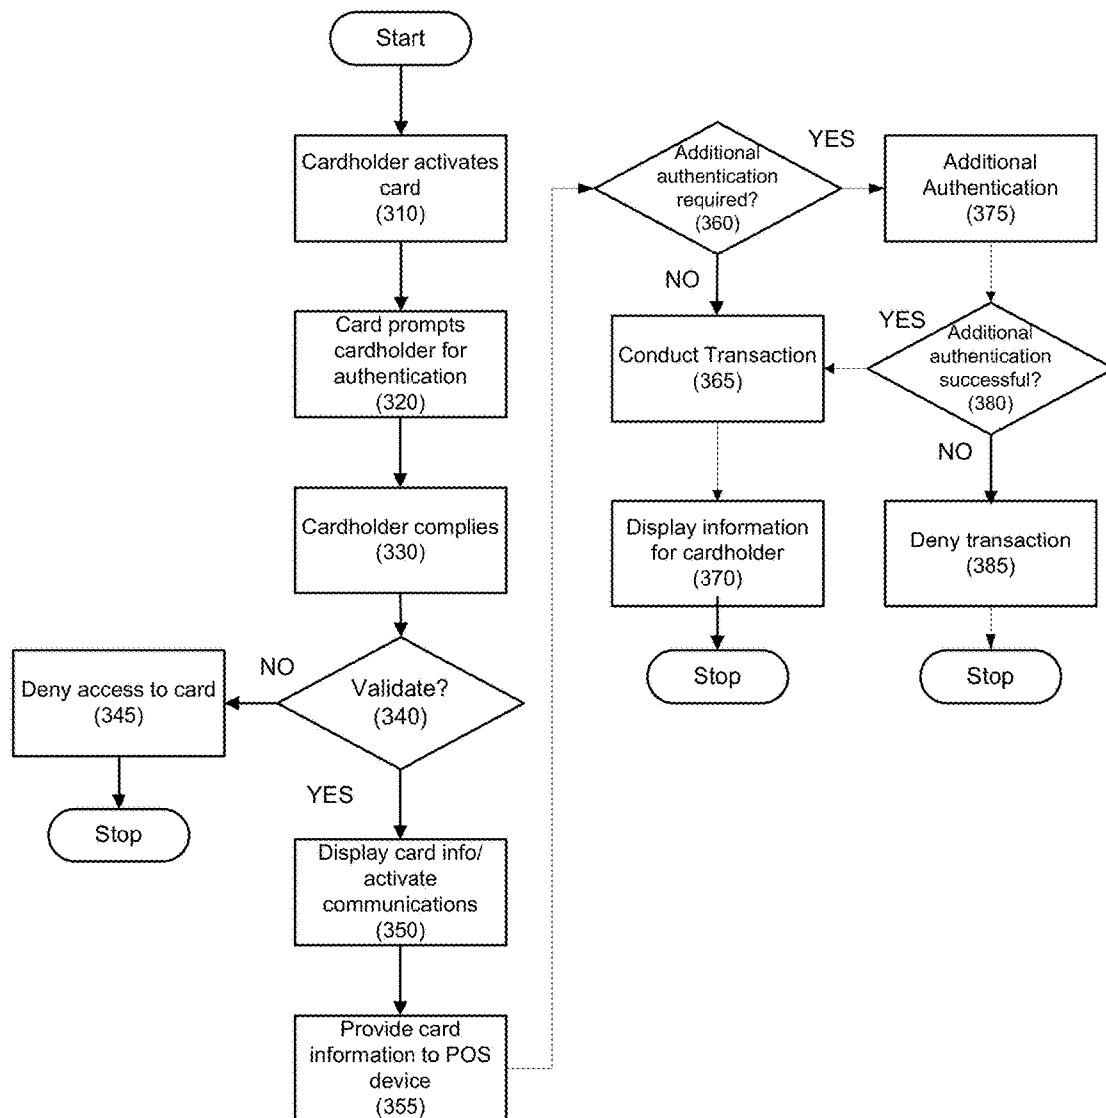 Start
Cardholder activates
card
(310)
Card prompts
cardholder for
authentication
(320)
Cardholder complies
(330)
NO
Validate?
(340)
Deny access to card
(345)
Stop
YES
Display card info/
activate
communications
(350)
Provide card
information to POS
device
(355)
Additional
authentication
required?
(360)
YES
Additional
Authentication
(375)
NO
Conduct Transaction
(365)
YES
Additional
authentication
successful?
(380)
NO
Display information
for cardholder
(370)
Deny transaction
(385)
Stop
Stop